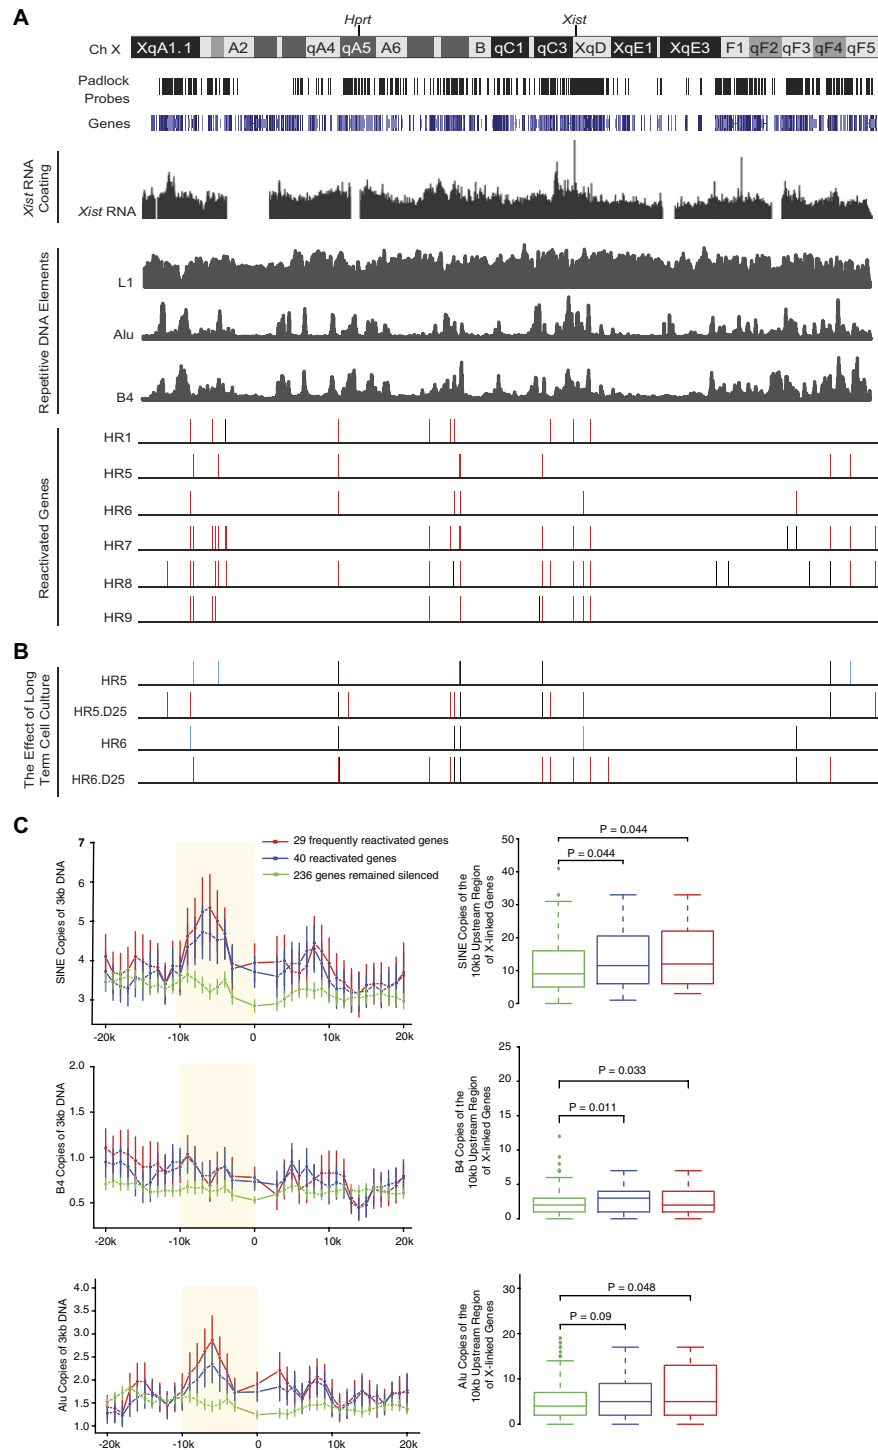 A
Hprt Xist
Ch X XqA1.1 A2 qA4 qA5 A6 B qC1 qC3 XqD XqE1 XqE3 F1 qF2 qF3 qF4 qF5
Padlock
Probes
Genes
Xist RNA
Coating
Xist RNA
Repetitive DNA Elements
L1
Alu
B4
Reactivated Genes
HR1
HR5
HR6
HR7
HR8
HR9
B
The Effect of Long
Term Cell Culture
HR5
HR5.D25
HR6
HR6.D25
C
SINE Copies of 3kb DNA
7
6
5
4
3
-20k -10k 0 10k 20k
29 frequently reactivated genes
40 reactivated genes
236 genes remained silenced
SINE Copies of the
10kb Upstream Region
of X-linked Genes
50
40
30
20
10
0
P = 0.044
P = 0.044
B4 Copies of 3kb DNA
2.0
1.5
1.0
0.5
-20k -10k 0 10k 20k
B4 Copies of the
10kb Upstream Region
of X-linked Genes
25
20
15
10
5
0
P = 0.033
P = 0.011
Alu Copies of 3kb DNA
4.0
3.5
3.0
2.5
2.0
1.5
1.0
-20k -10k 0 10k 20k
Alu Copies of the
10kb Upstream Region
of X-linked Genes
30
20
10
0
P = 0.048
P = 0.09